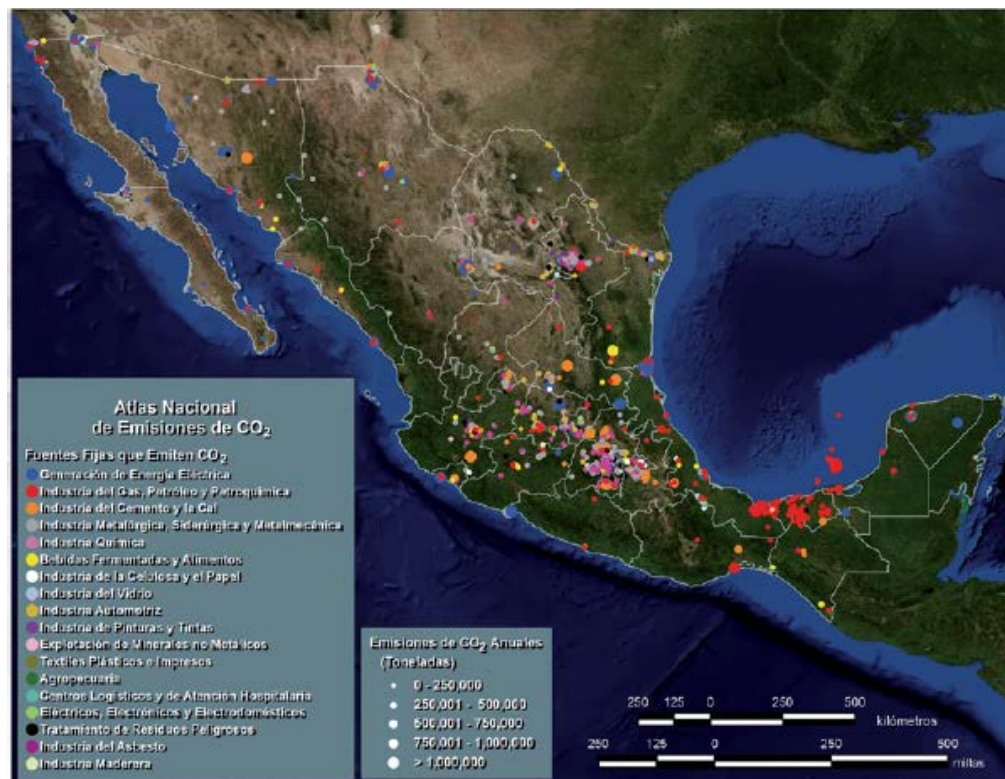 Atlas Nacional
de Emisiones de CO₂
Fuentes Fijas que Emiten CO₂
Generación de Energía Eléctrica
Industria del Gas, Petróleo y Petroquímica
Industria del Cemento y la Cal
Industria Metalúrgica, Siderúrgica y Metalmecánica
Industria Química
Bebidas Fermentadas y Alimentos
Industria de la Celulosa y el Papel
Industria del Vidrio
Industria Automotriz
Industria de Pinturas y Tintas
Explotación de Minerales no Metálicos
Textiles Plásticos e Impresos
Agropecuaria
Centros Logísticos y de Atención Hospitalaria
Eléctricos, Electrónicos y Electrodomésticos
Tratamiento de Residuos Peligrosos
Industria del Asbesto
Industria Maderera
Emisiones de CO₂ Anuales
(Toneladas)
0 - 250,000
250,001 - 500,000
500,001 - 750,000
750,001 - 1,000,000
> 1,000,000
250 125 0 250 500
kilómetros
250 125 0 250 500
millas